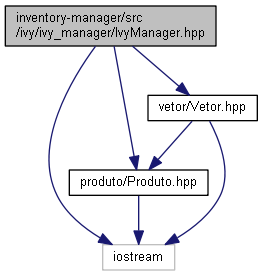 inventory-manager/src
/ivy/ivy_manager/IvyManager.hpp
vetor/Vetor.hpp
produto/Produto.hpp
iostream